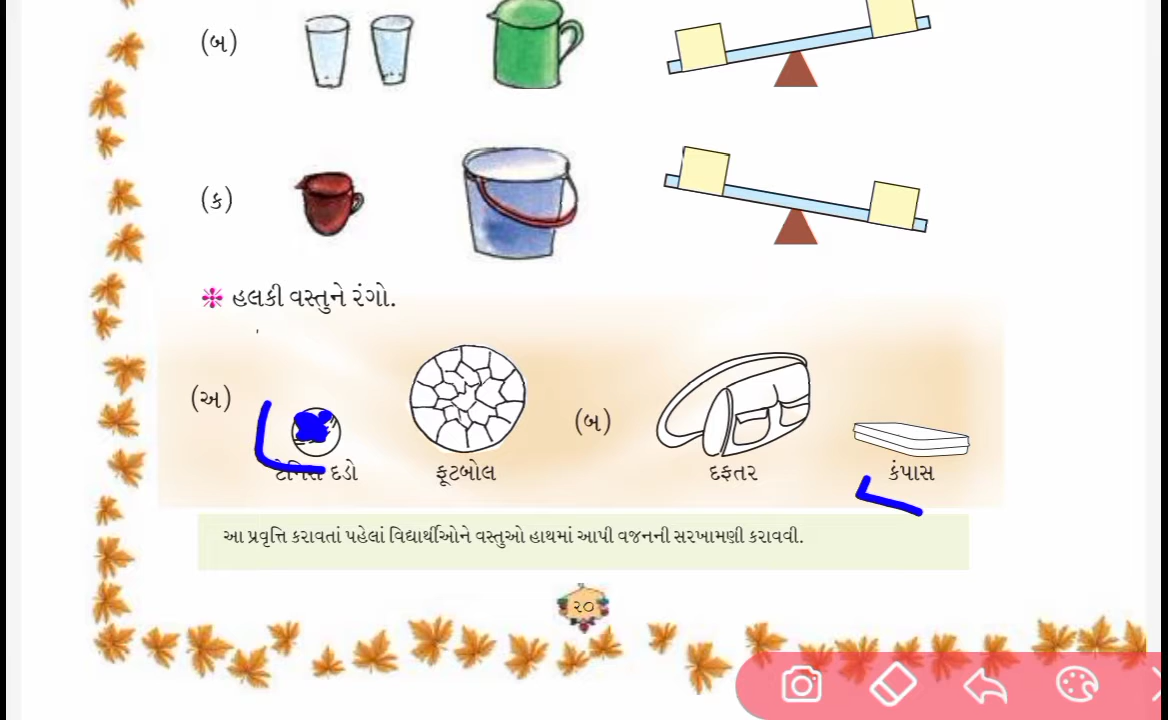 (બ)
(ક)
❉ હલકી વસ્તુને રંગો.
(અ)
(બ)
ટેનિસ દડો
ફૂટબોલ
દફતર
કંપાસ
આ પ્રવૃત્તિ કરાવતાં પહેલાં વિદ્યાર્થીઓને વસ્તુઓ હાથમાં આપી વજનની સરખામણી કરાવવી.
૨૦